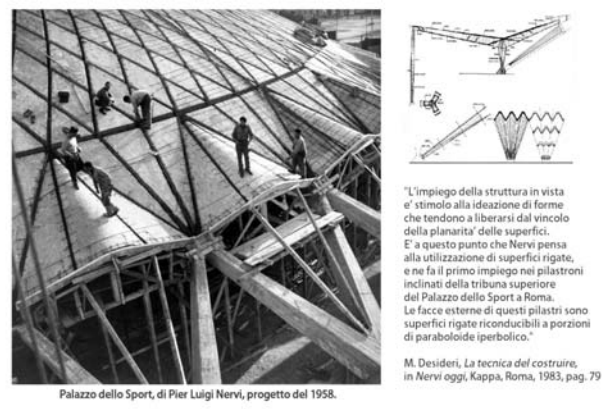 "L'impiego della struttura in vista
e' stimolo alla ideazione di forme
che tendono a liberarsi dal vincolo
della planarita' delle superfici.
E' a questo punto che Nervi pensa
alla utilizzazione di superfici rigate,
e ne fa il primo impiego nei pilastroni
inclinati della tribuna superiore
del Palazzo dello Sport a Roma.
Le facce esterne di questi pilastri sono
superfici rigate riconducibili a porzioni
di paraboloide iperbolico."
M. Desideri, La tecnica del costruire,
in Nervi oggi, Kappa, Roma, 1983, pag. 79
Palazzo dello Sport, di Pier Luigi Nervi, progetto del 1958.